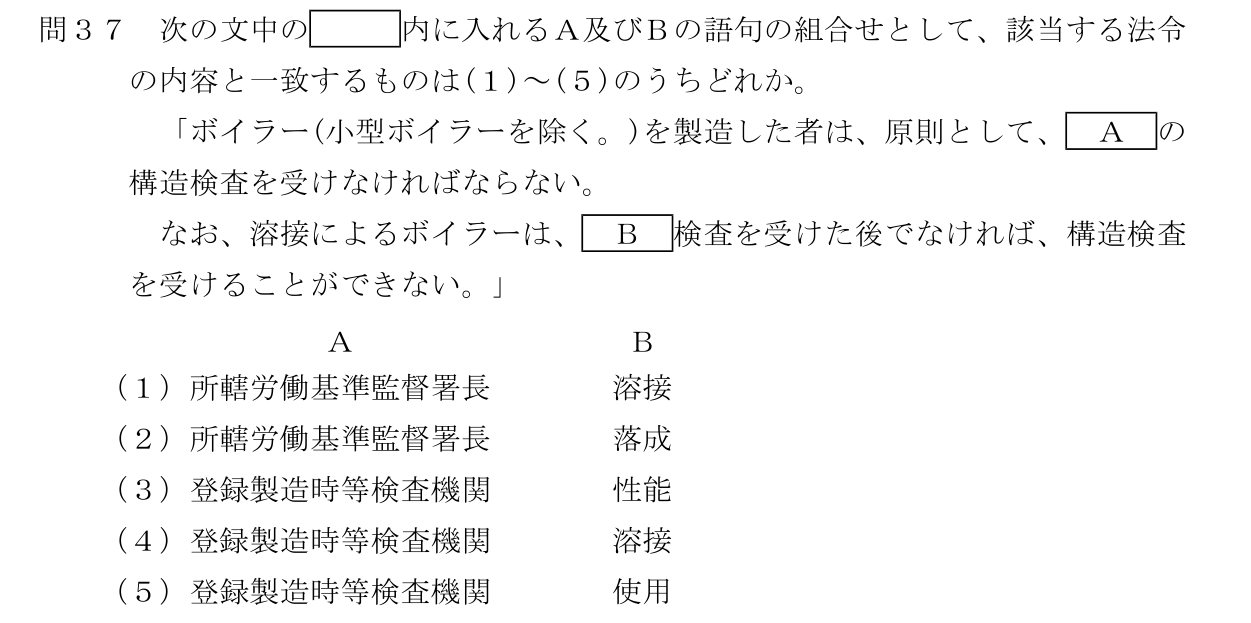 問３７　次の文中の　　　内に入れるＡ及びＢの語句の組合せとして、該当する法令
の内容と一致するものは(１)～(５)のうちどれか。
「ボイラー(小型ボイラーを除く。)を製造した者は、原則として、　Ａ　の
構造検査を受けなければならない。
なお、溶接によるボイラーは、　Ｂ　検査を受けた後でなければ、構造検査
を受けることができない。」
Ａ　Ｂ
(１) 所轄労働基準監督署長　溶接
(２) 所轄労働基準監督署長　落成
(３) 登録製造時等検査機関　性能
(４) 登録製造時等検査機関　溶接
(５) 登録製造時等検査機関　使用